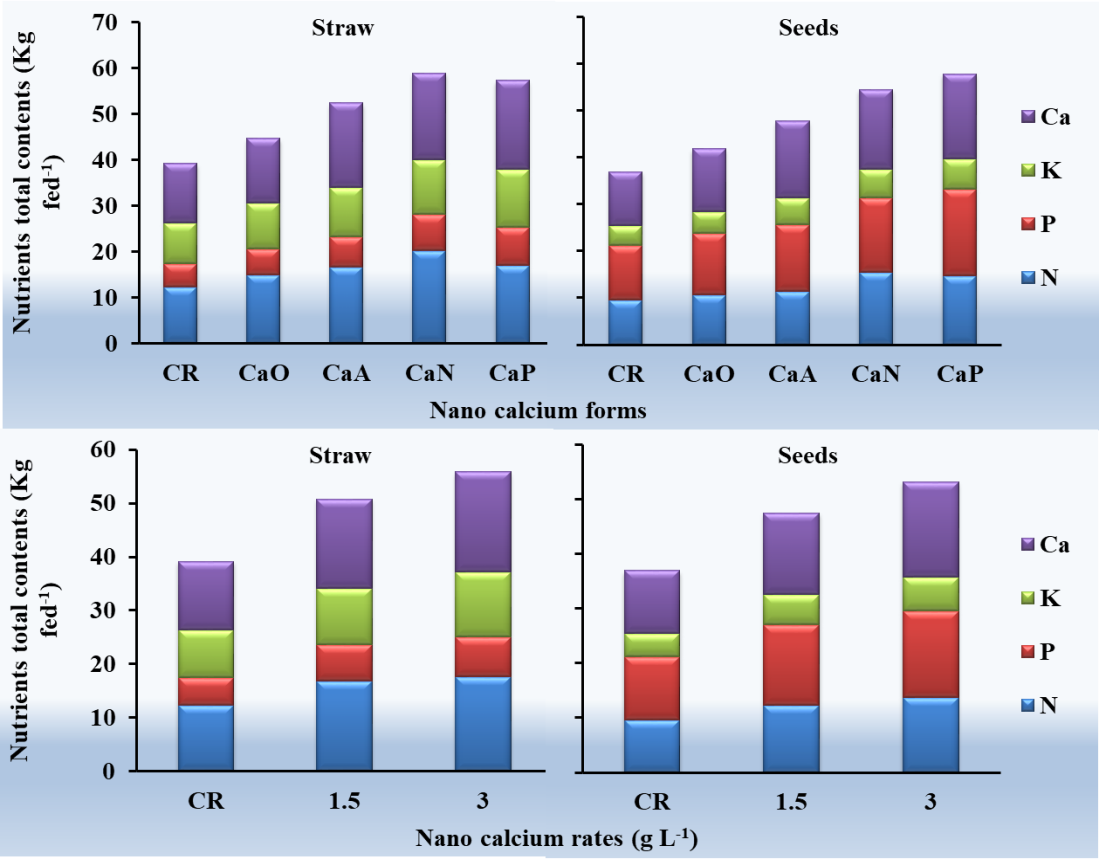 Nutrients total contents (Kg
fed-1)
70
60
50
40
30
20
10
0
Straw
Seeds
Ca
K
P
N
CR CaO CaA CaN CaP
CR CaO CaA CaN CaP
Nano calcium forms
Nutrients total contents (Kg
fed-1)
60
50
40
30
20
10
0
Straw
Seeds
Ca
K
P
N
CR 1.5 3
CR 1.5 3
Nano calcium rates (g L-1)